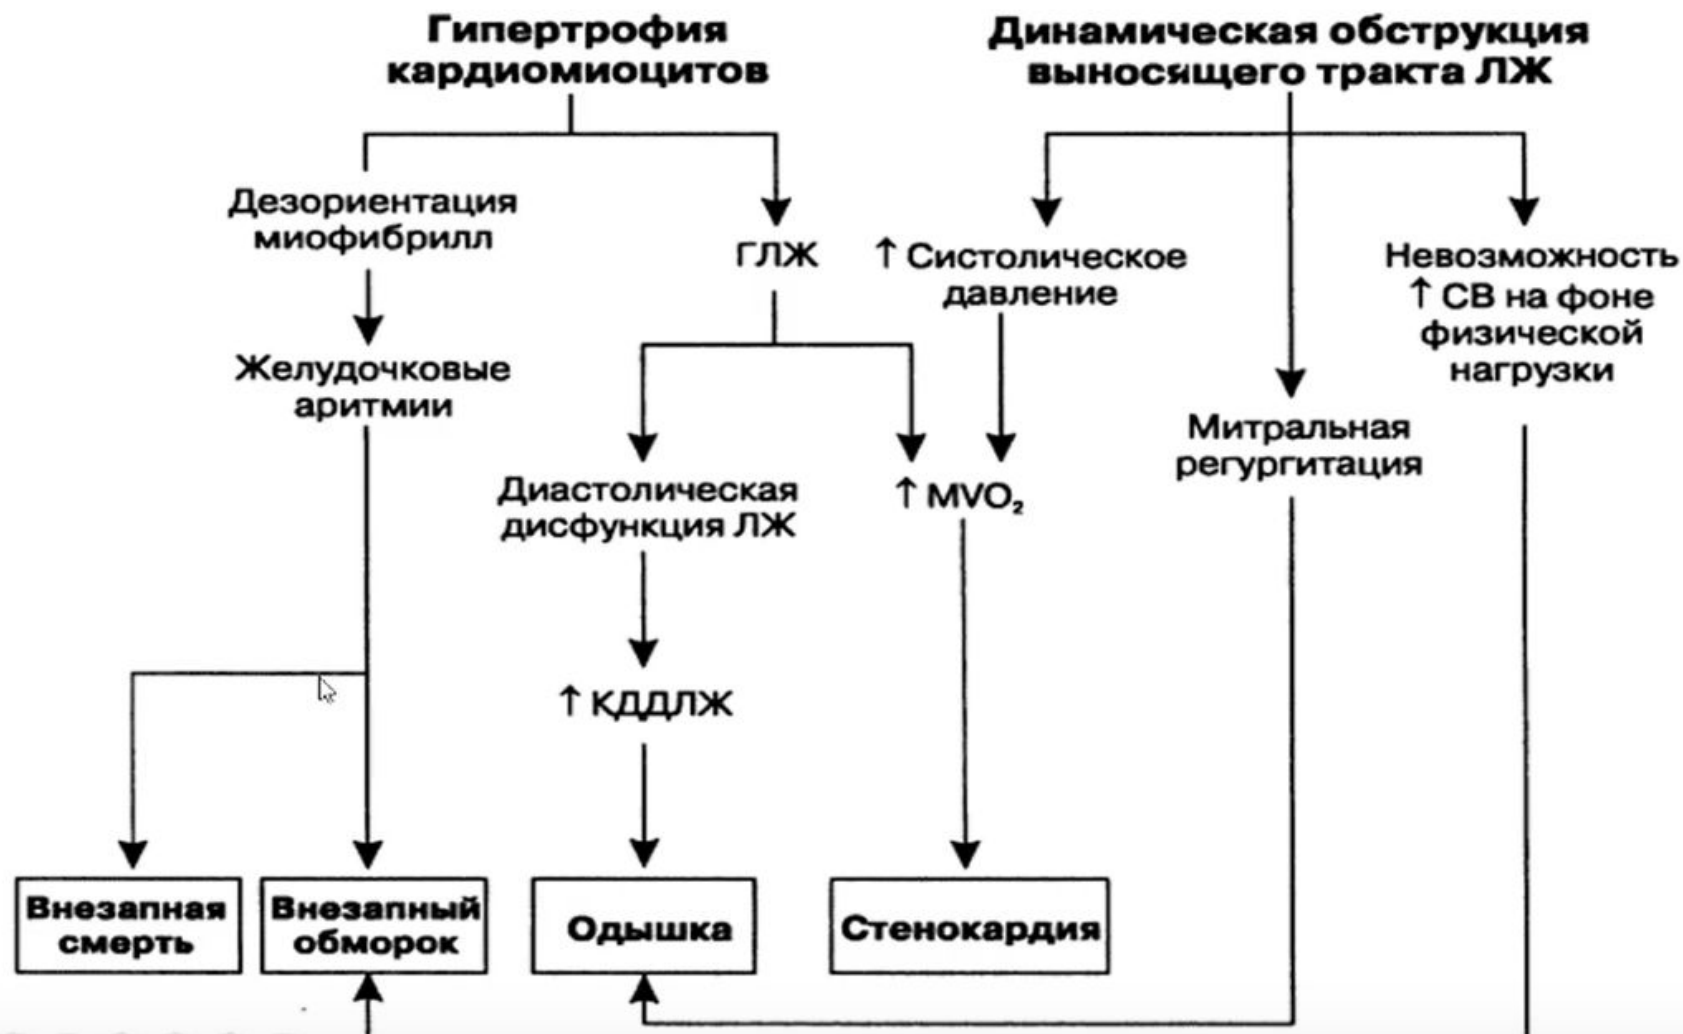 Гипертрофия
кардиомиоцитов
Динамическая обструкция
выносящего тракта ЛЖ
Дезориентация
миофибрилл
ГЛЖ
↑ Систолическое
давление
Невозможность
↑ СВ на фоне
физической
нагрузки
Желудочковые
аритмии
Митральная
регургитация
Диастолическая
дисфункция ЛЖ
↑ MVO₂
↑ КДДЛЖ
Внезапная
смерть
Внезапный
обморок
Одышка
Стенокардия